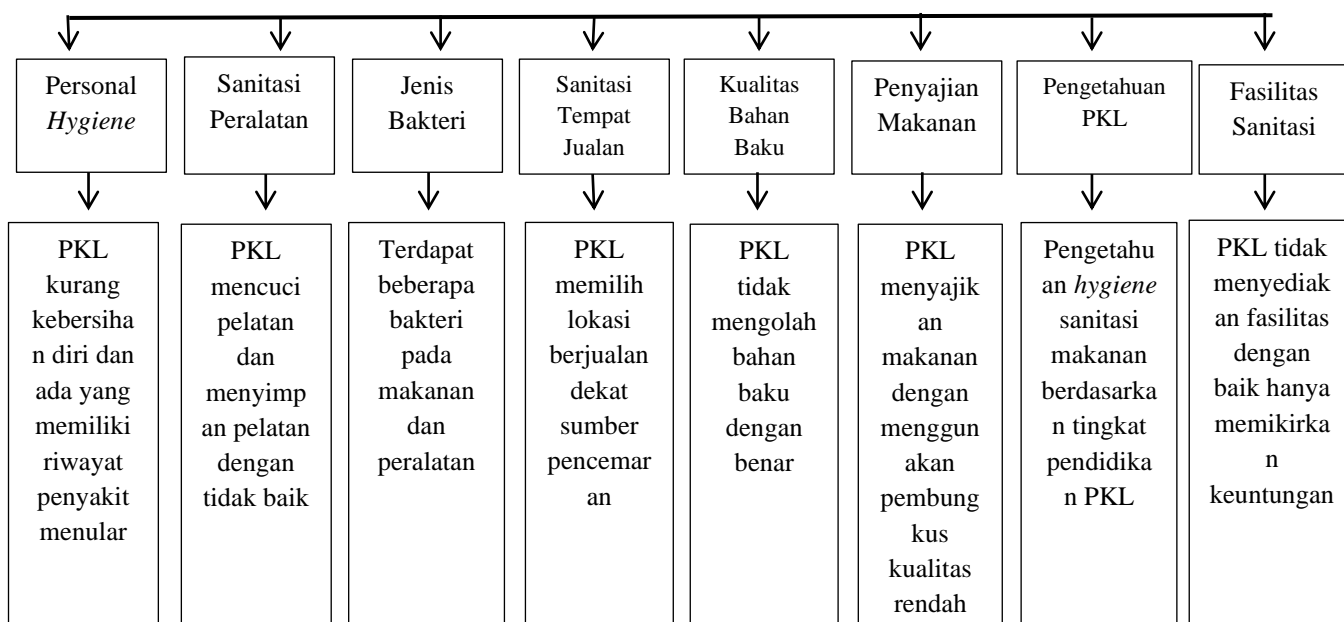 Personal
Hygiene
Sanitasi
Peralatan
Jenis
Bakteri
Sanitasi
Tempat
Jualan
Kualitas
Bahan
Baku
Penyajian
Makanan
Pengetahuan
PKL
Fasilitas
Sanitasi
PKL
kurang
kebersiha
n diri dan
ada yang
memiliki
riwayat
penyakit
menular
PKL
mencuci
pelatan
dan
menyimp
an pelatan
dengan
tidak baik
Terdapat
beberapa
bakteri
pada
makanan
dan
peralatan
PKL
memilih
lokasi
berjualan
dekat
sumber
pencemar
an
PKL
tidak
mengolah
bahan
baku
dengan
benar
PKL
menyajik
an
makanan
dengan
menggun
akan
pembung
kus
kualitas
rendah
Pengetahu
an hygiene
sanitasi
makanan
berdasarka
n tingkat
pendidika
n PKL
PKL tidak
menyediak
an fasilitas
dengan
baik hanya
memikirka
n
keuntungan